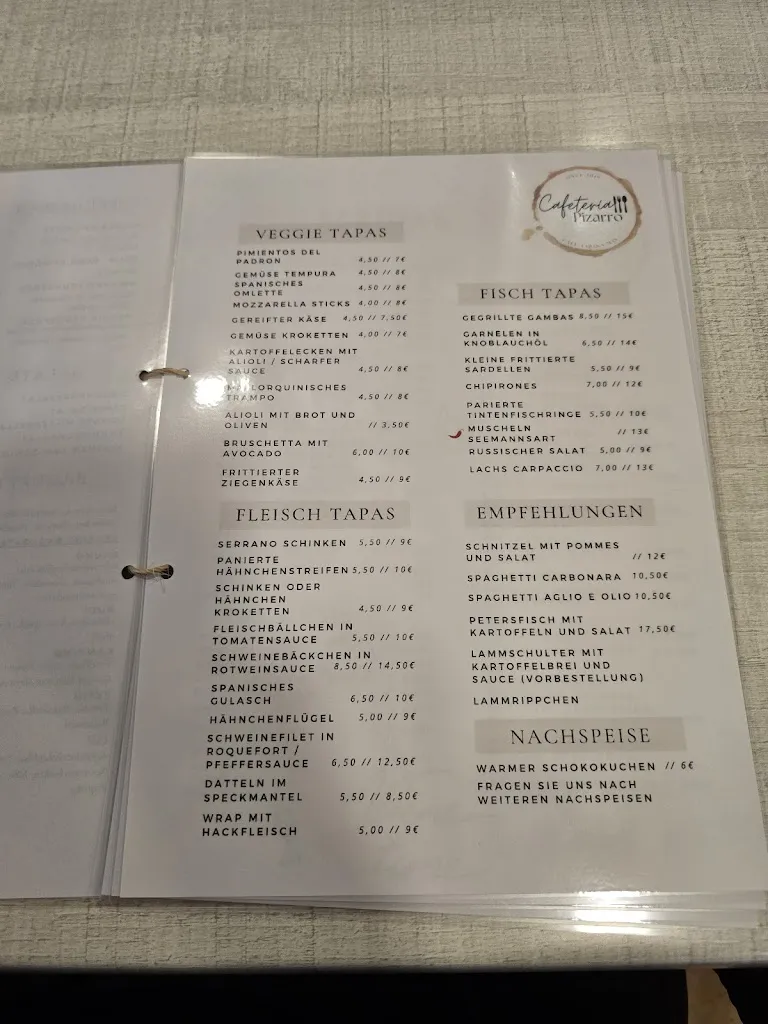 Cafeteria
Pizarro
VEGGIE TAPAS
PIMIENTOS DEL
PADRON 4,50 // 7€
GEMÜSE TEMPURA 4,50 // 8€
SPANISCHES
OMLETTE 4,50 // 8€
MOZZARELLA STICKS 4,00 // 8€
GEREIFTER KÄSE 4,50 // 7,50€
GEMÜSE KROKETTEN 4,00 // 7€
KARTOFFELECKEN MIT
ALIOLI / SCHARFER
SAUCE 4,50 // 8€
MALLORQUINISCHES
TRAMPO 4,50 // 8€
ALIOLI MIT BROT UND
OLIVEN // 3,50€
BRUSCHETTA MIT
AVOCADO 6,00 // 10€
FRITTIERTER
ZIEGENKÄSE 4,50 // 9€
FLEISCH TAPAS
SERRANO SCHINKEN 5,50 // 9€
PANIERTE
HÄHNCHENSTREIFEN 5,50 // 10€
SCHINKEN ODER
HÄHNCHEN
KROKETTEN 4,50 // 9€
FLEISCHBÄLLCHEN IN
TOMATENSAUCE 5,50 // 10€
SCHWEINEBÄCKCHEN IN
ROTWEINSAUCE 8,50 // 14,50€
SPANISCHES
GULASCH 6,50 // 10€
HÄHNCHENFLÜGEL 5,00 // 9€
SCHWEINEFILET IN
ROQUEFORT /
PFEFFERSAUCE 6,50 // 12,50€
DATTELN IM
SPECKMANTEL 5,50 // 8,50€
WRAP MIT
HACKFLEISCH 5,00 // 9€
FISCH TAPAS
GEGRILLTE GAMBAS 8,50 // 15€
GARNELEN IN
KNOBLAUCHÖL 6,50 // 14€
KLEINE FRITTIERTE
SARDELLEN 5,50 // 9€
CHIPIRONES 7,00 // 12€
PARIERTE
TINTENFISCHRINGE 5,50 // 10€
MUSCHELN // 13€
SEEMANNSART
RUSSISCHER SALAT 5,00 // 9€
LACHS CARPACCIO 7,00 // 13€
EMPFEHLUNGEN
SCHNITZEL MIT POMMES
UND SALAT // 12€
SPAGHETTI CARBONARA 10,50€
SPAGHETTI AGLIO E OLIO 10,50€
PETERSFISCH MIT
KARTOFFELN UND SALAT 17,50€
LAMMSCHULTER MIT
KARTOFFELBREI UND
SAUCE (VORBESTELLUNG)
LAMMRIPPCHEN
NACHSPEISE
WARMER SCHOKOKUCHEN // 6€
FRAGEN SIE UNS NACH
WEITEREN NACHSPEISEN